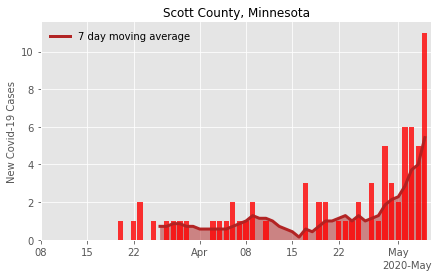 Scott County, Minnesota
7 day moving average
New Covid-19 Cases
10
8
6
4
2
0
08 15 22 Apr 08 15 22 May
2020-May